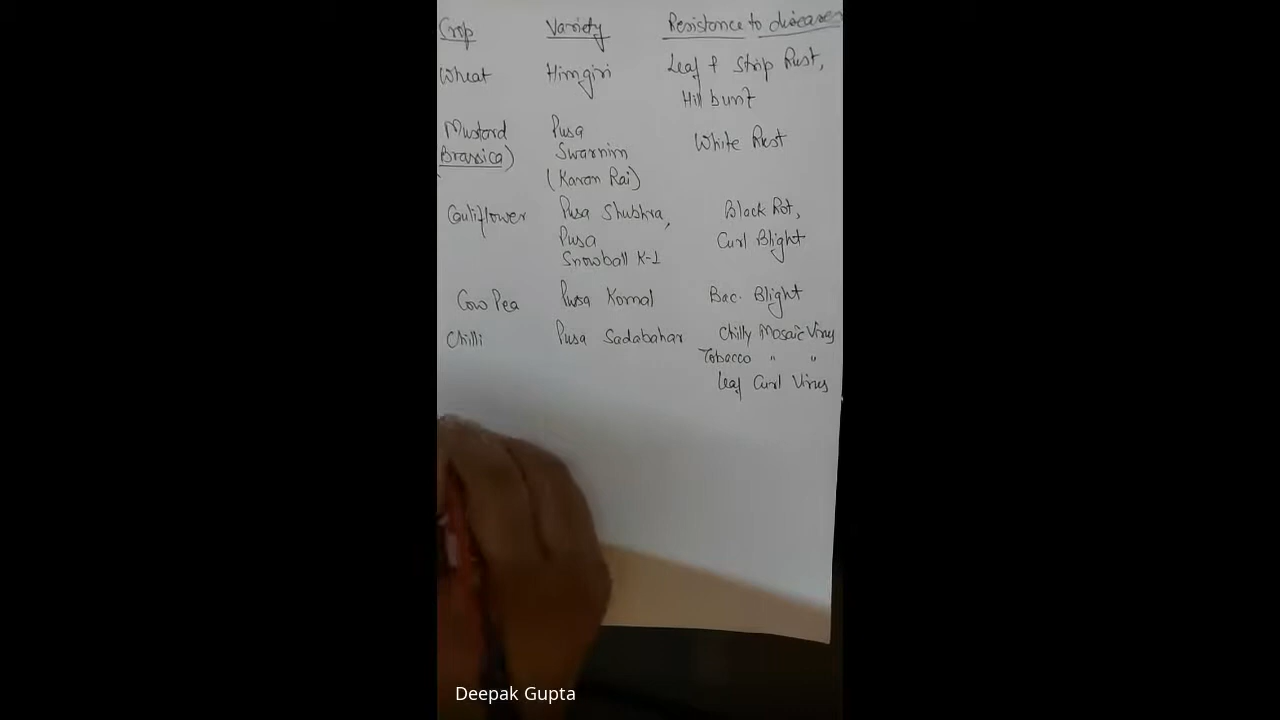 Crop Variety Resistance to diseases
Wheat Himgiri Leaf & Strip Rust,
Hill bunt
Mustard Pusa
(Brassica) Swarnim White Rust
(Karan Rai)
Cauliflower Pusa Shubhra, Black Rot,
Pusa Curl Blight
Snowball K-1
Cow Pea Pusa Komal Bac. Blight
Chilli Pusa Sadabahar Chilly Mosaic Virus
Tobacco " "
Leaf Curl Virus
Deepak Gupta